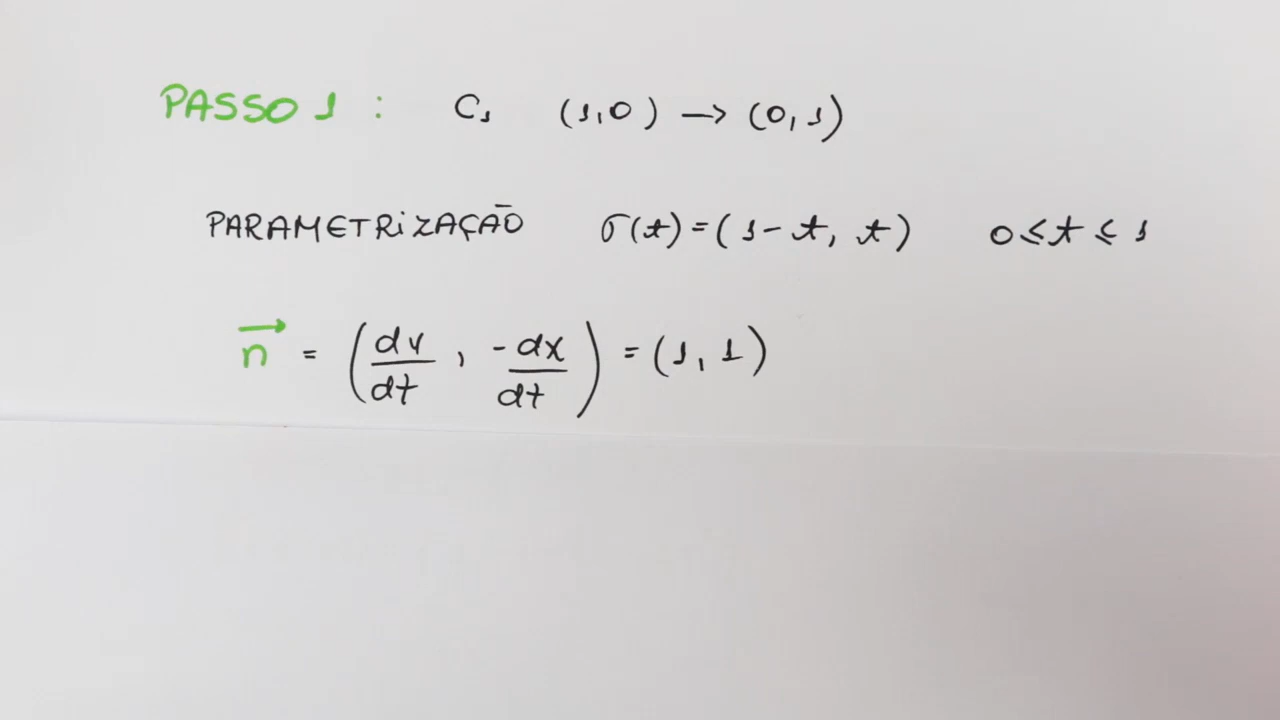 PASSO 1 : C₁ (1,0) → (0,1)
PARAMETRIZAÇÃO σ(t)=(1-t, t) 0≤t≤1
n⃗ = (dy/dt, -dx/dt) = (1, 1)